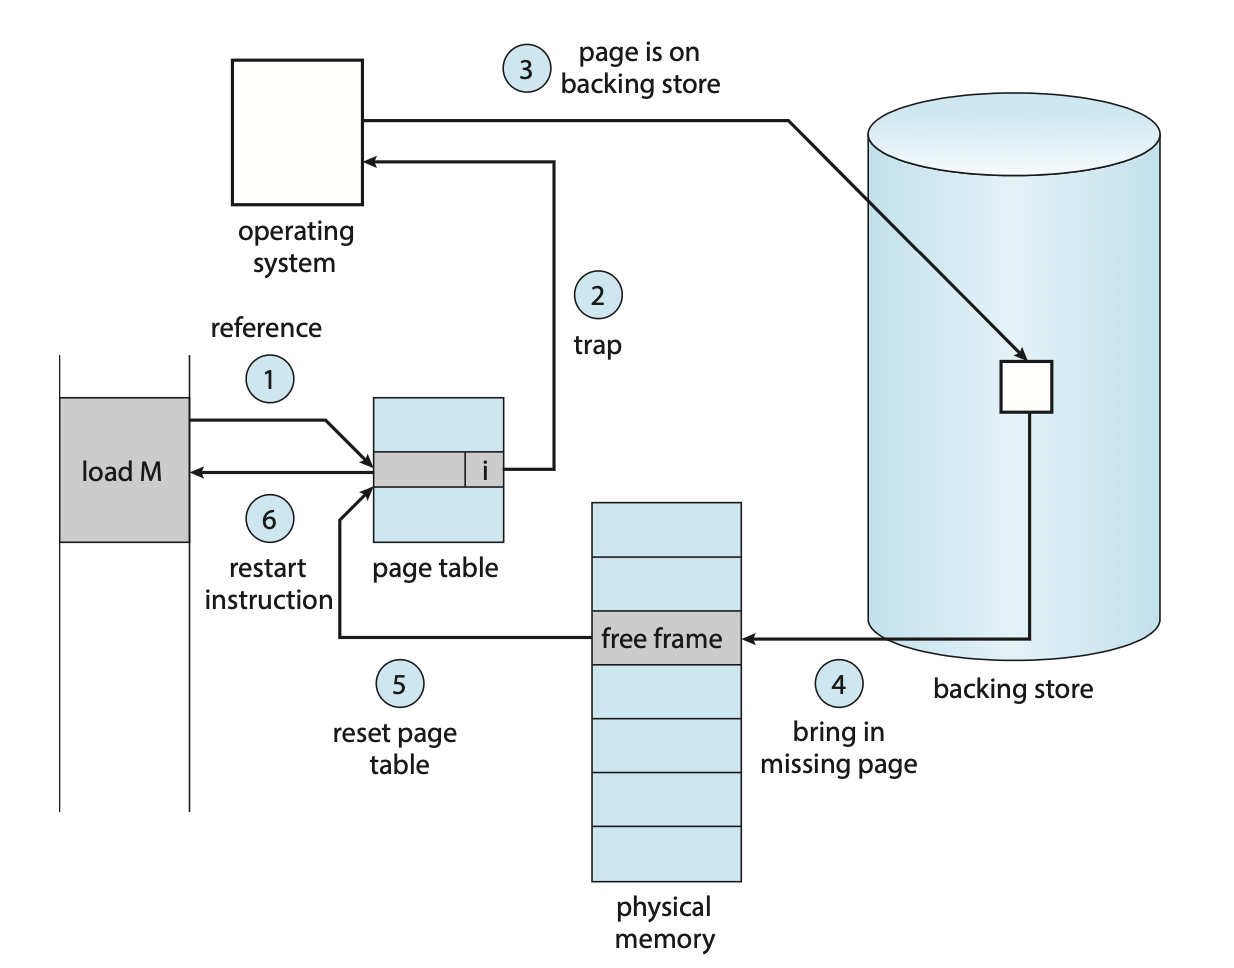 3
page is on
backing store
operating
system
2
trap
reference
1
load M
i
6
restart
instruction
page table
free frame
5
reset page
table
4
bring in
missing page
backing store
physical
memory